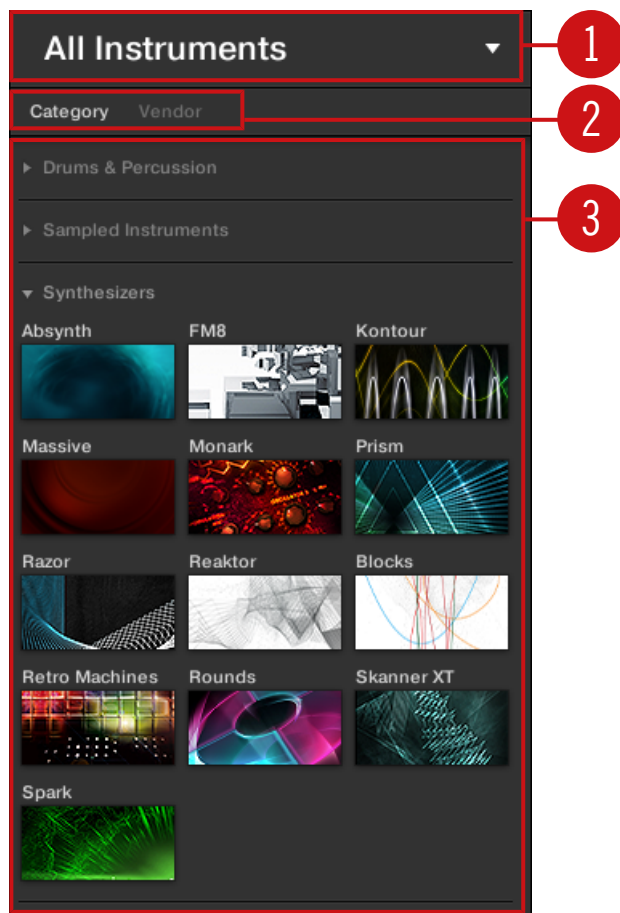 All Instruments
1
Category Vendor
2
Drums & Percussion
3
Sampled Instruments
Synthesizers
Absynth FM8 Kontour
Massive Monark Prism
Razor Reaktor Blocks
Retro Machines Rounds Skanner XT
Spark